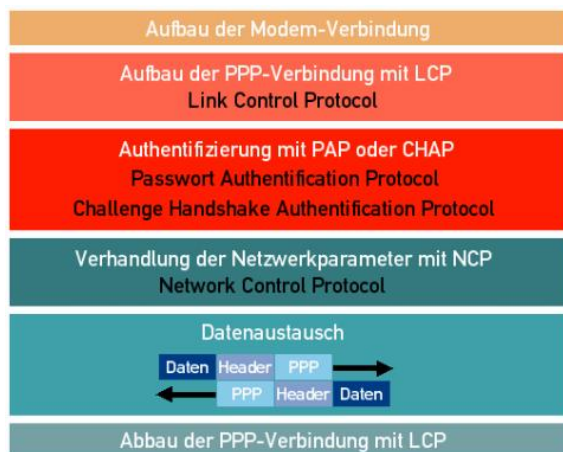 Aufbau der Modem-Verbindung
Aufbau der PPP-Verbindung mit LCP
Link Control Protocol
Authentifizierung mit PAP oder CHAP
Passwort Authentification Protocol
Challenge Handshake Authentification Protocol
Verhandlung der Netzwerkparameter mit NCP
Network Control Protocol
Datenaustausch
Daten Header PPP
PPP Header Daten
Abbau der PPP-Verbindung mit LCP